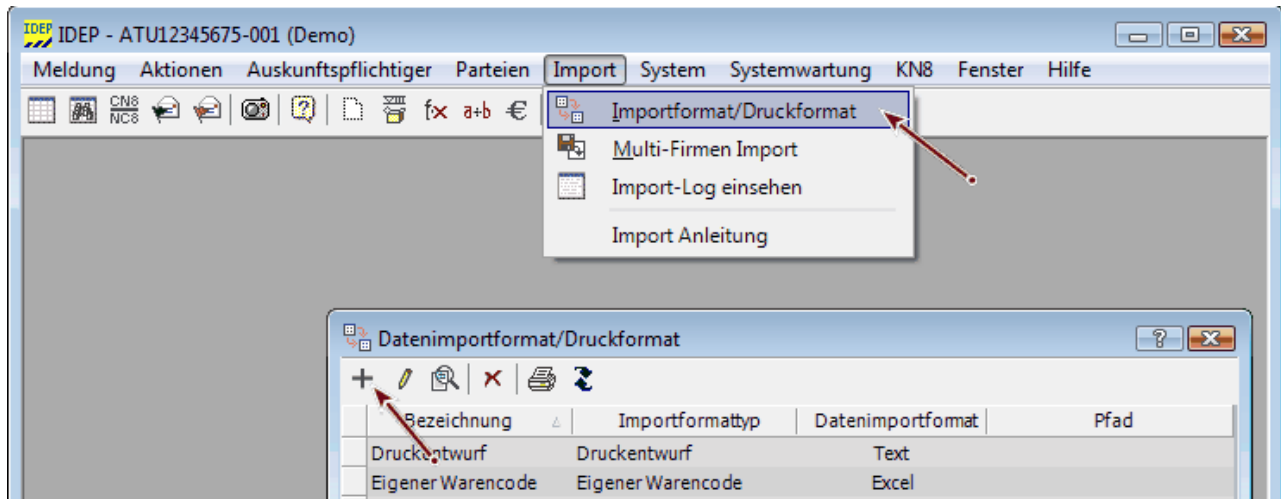 IDEP IDEP - ATU12345675-001 (Demo)
Meldung Aktionen Auskunftspflichtiger Parteien Import System Systemwartung KN8 Fenster Hilfe
CN8 NC8 f× a+b €
Importformat/Druckformat
Multi-Firmen Import
Import-Log einsehen
Import Anleitung
Datenimportformat/Druckformat
Bezeichnung Importformattyp Datenimportformat Pfad
Druckentwurf Druckentwurf Text
Eigener Warencode Eigener Warencode Excel